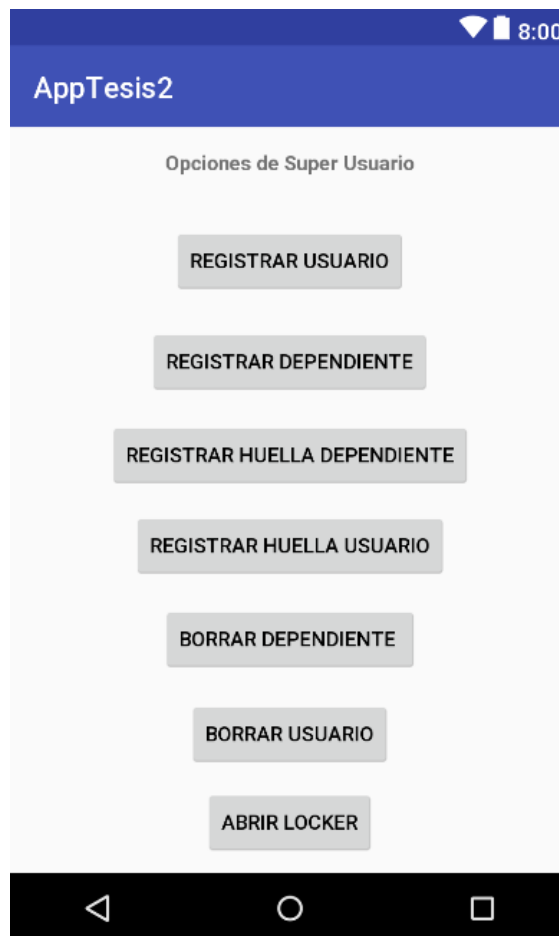 8:00
AppTesis2
Opciones de Super Usuario
REGISTRAR USUARIO
REGISTRAR DEPENDIENTE
REGISTRAR HUELLA DEPENDIENTE
REGISTRAR HUELLA USUARIO
BORRAR DEPENDIENTE
BORRAR USUARIO
ABRIR LOCKER